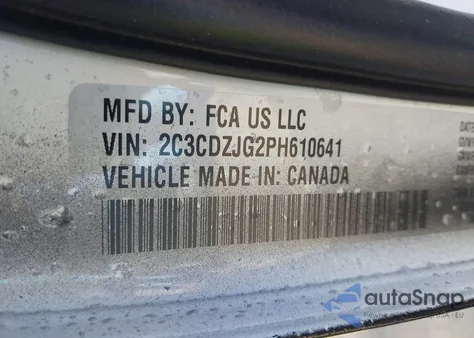 MFD BY: FCA US LLC
VIN: 2C3CDZJG2PH610641
VEHICLE MADE IN: CANADA
autoSnap